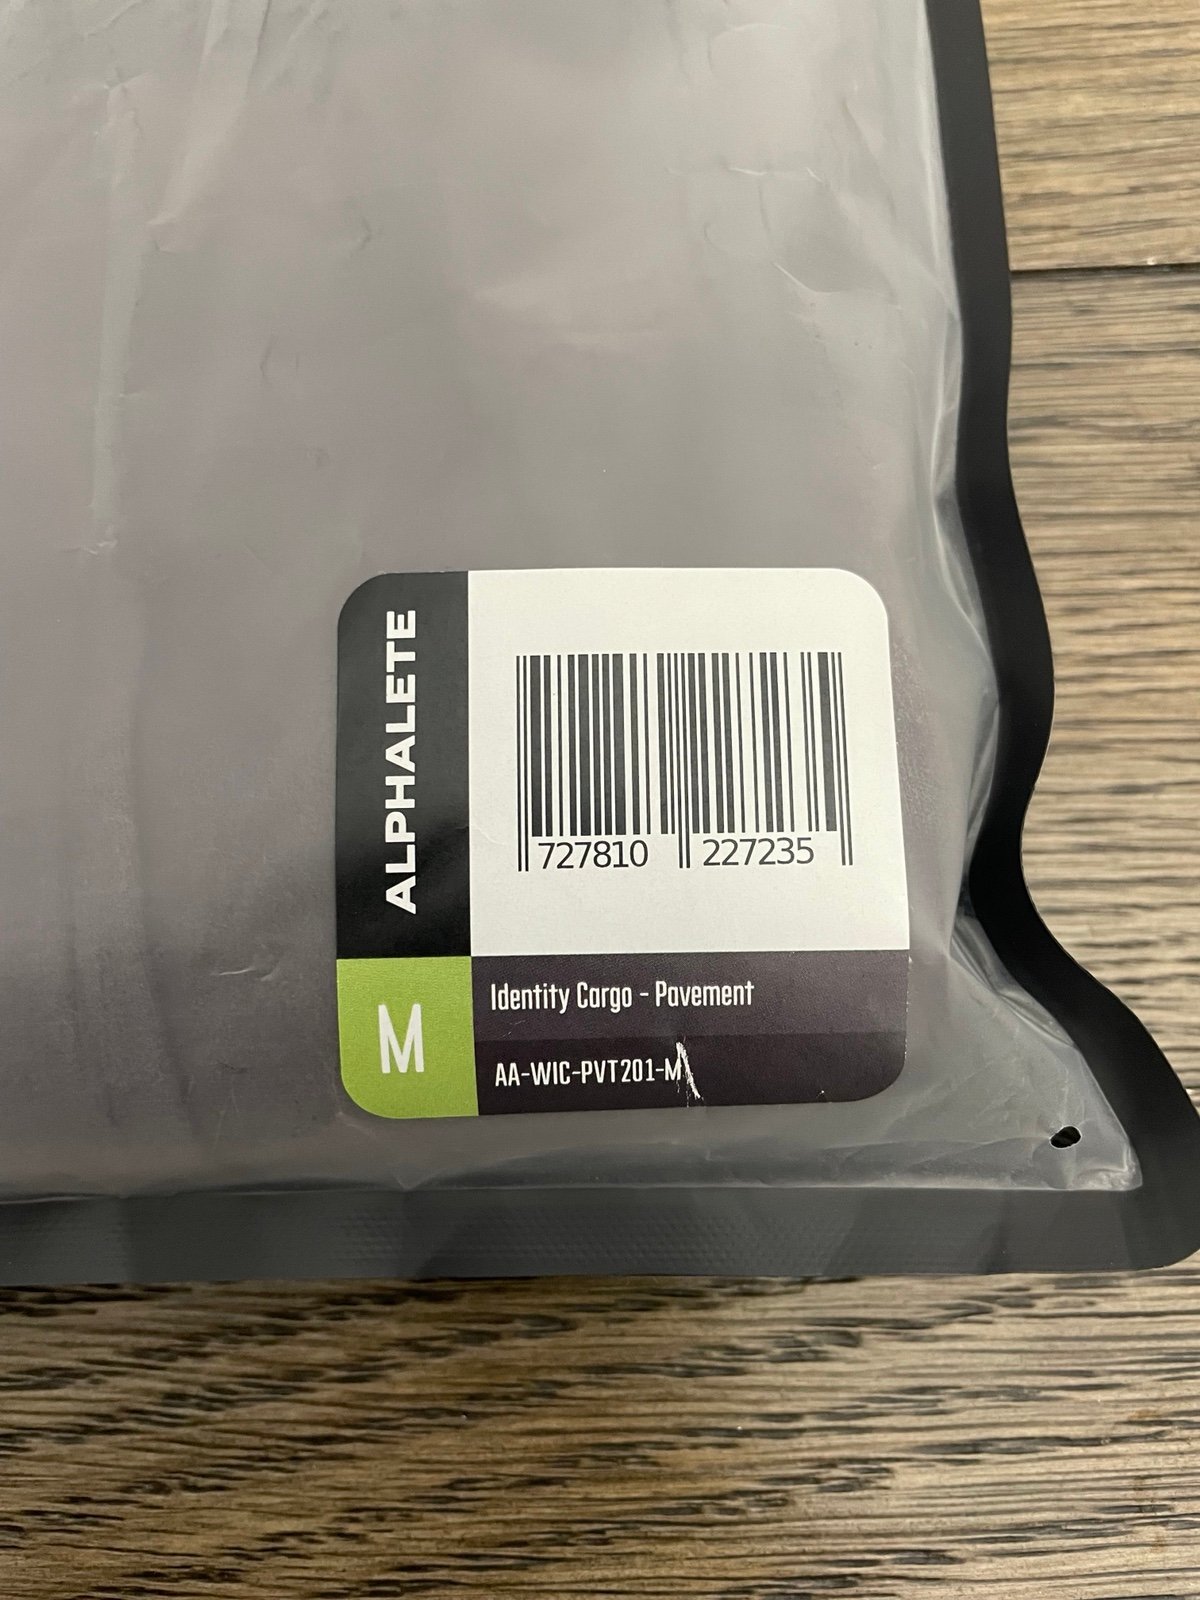 ALPHALETE
727810 227235
M
Identity Cargo - Pavement
AA-WIC-PVT201-M